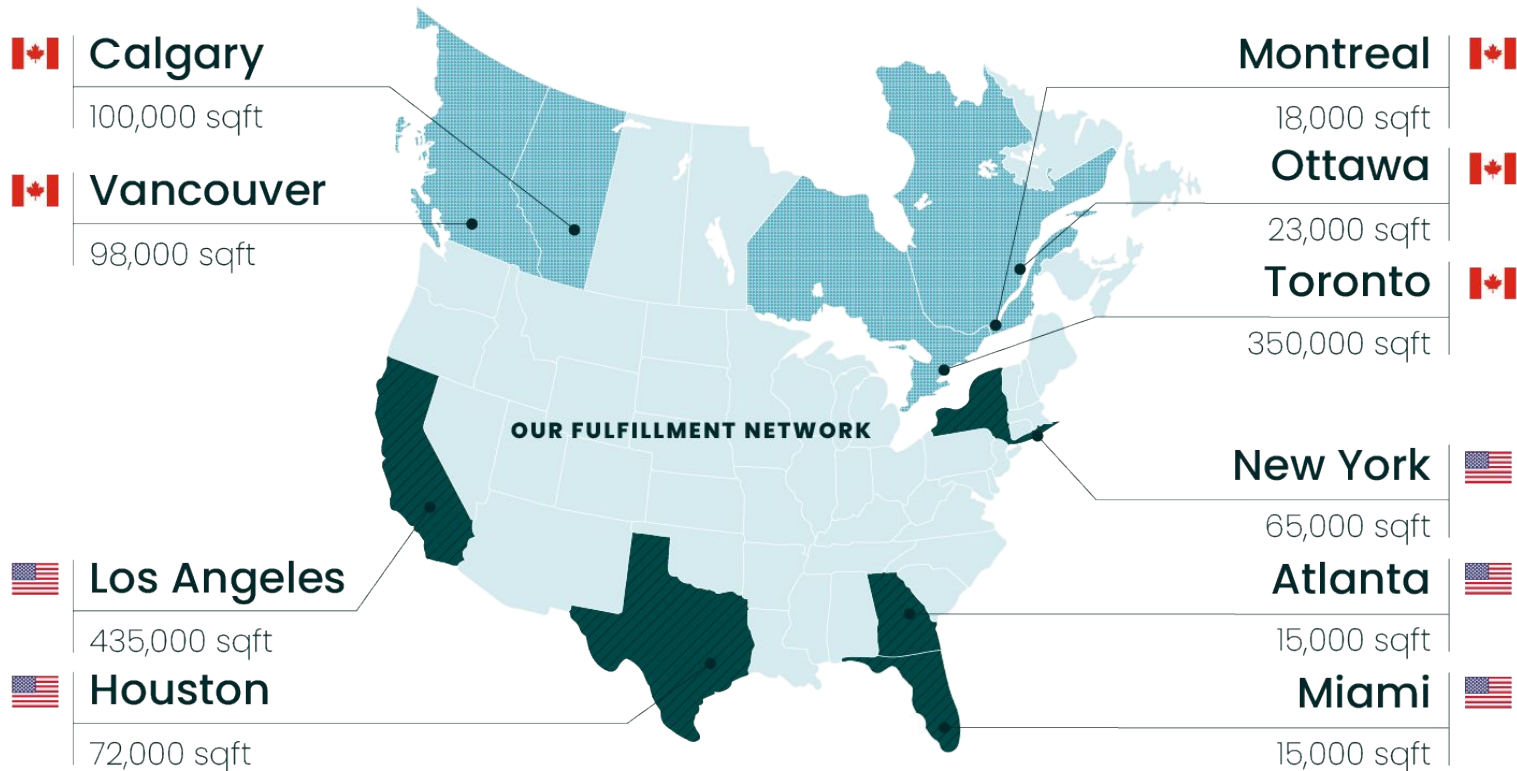 Calgary
100,000 sqft
Vancouver
98,000 sqft
Los Angeles
435,000 sqft
Houston
72,000 sqft
OUR FULFILLMENT NETWORK
Montreal
18,000 sqft
Ottawa
23,000 sqft
Toronto
350,000 sqft
New York
65,000 sqft
Atlanta
15,000 sqft
Miami
15,000 sqft